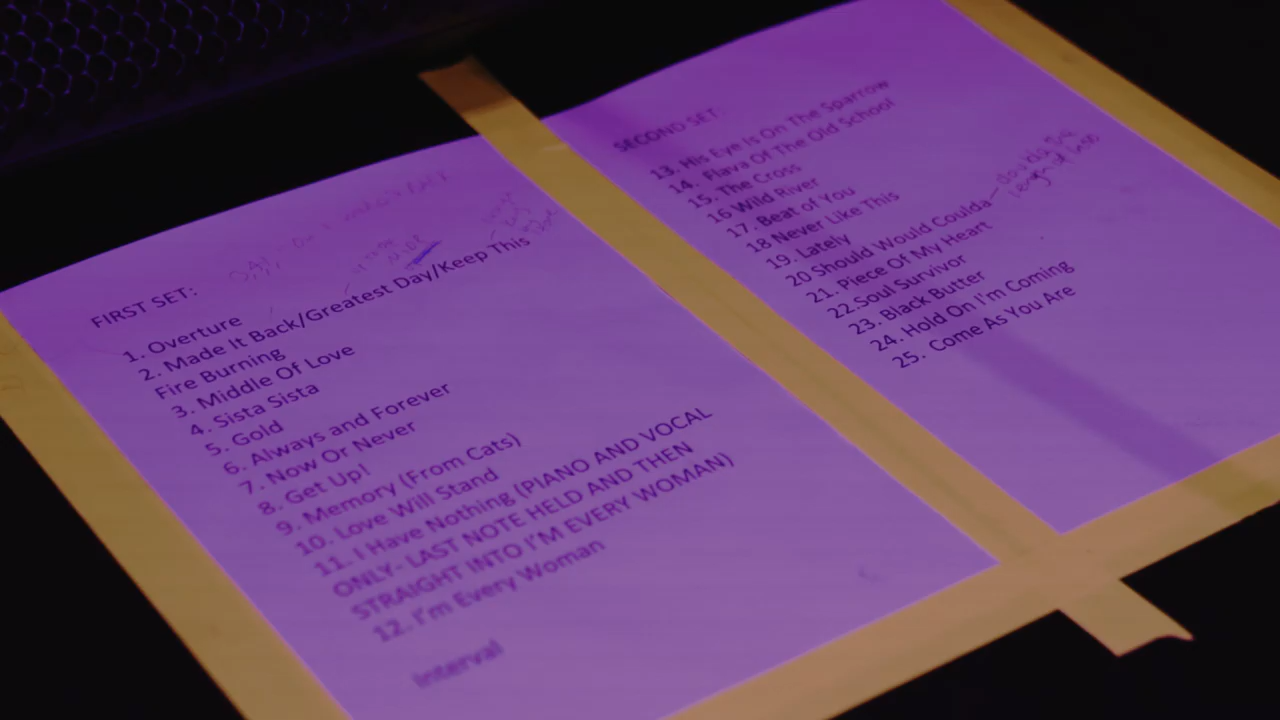 FIRST SET:
1. Overture
2. Made It Back/Greatest Day/Keep This
Fire Burning
3. Middle Of Love
4. Sista Sista
5. Gold
6. Always and Forever
7. Now Or Never
8. Get Up!
9. Memory (From Cats)
10. Love Will Stand
11. I Have Nothing (PIANO AND VOCAL
ONLY- LAST NOTE HELD AND THEN
STRAIGHT INTO I'M EVERY WOMAN)
12. I'm Every Woman
Interval
SECOND SET:
13. His Eye Is On The Sparrow
14. Flava Of The Old School
15. The Cross
16 Wild River
17. Beat of You
18 Never Like This
19. Lately
20 Should Would Coulda
21. Piece Of My Heart
22.Soul Survivor
23. Black Butter
24. Hold On I'm Coming
25. Come As You Are